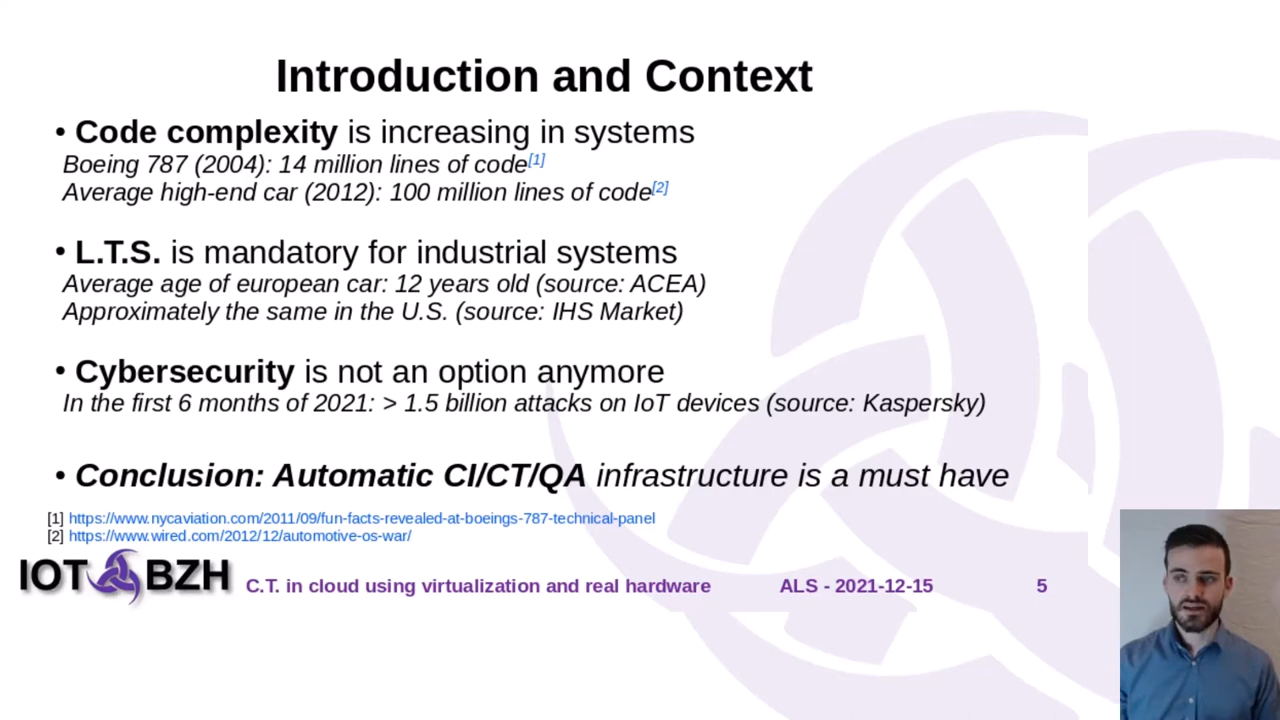 Introduction and Context
• Code complexity is increasing in systems
Boeing 787 (2004): 14 million lines of code[1]
Average high-end car (2012): 100 million lines of code[2]
• L.T.S. is mandatory for industrial systems
Average age of european car: 12 years old (source: ACEA)
Approximately the same in the U.S. (source: IHS Market)
• Cybersecurity is not an option anymore
In the first 6 months of 2021: > 1.5 billion attacks on IoT devices (source: Kaspersky)
• Conclusion: Automatic CI/CT/QA infrastructure is a must have
[1] https://www.nycaviation.com/2011/09/fun-facts-revealed-at-boeings-787-technical-panel
[2] https://www.wired.com/2012/12/automotive-os-war/
IOT BZH C.T. in cloud using virtualization and real hardware ALS - 2021-12-15 5